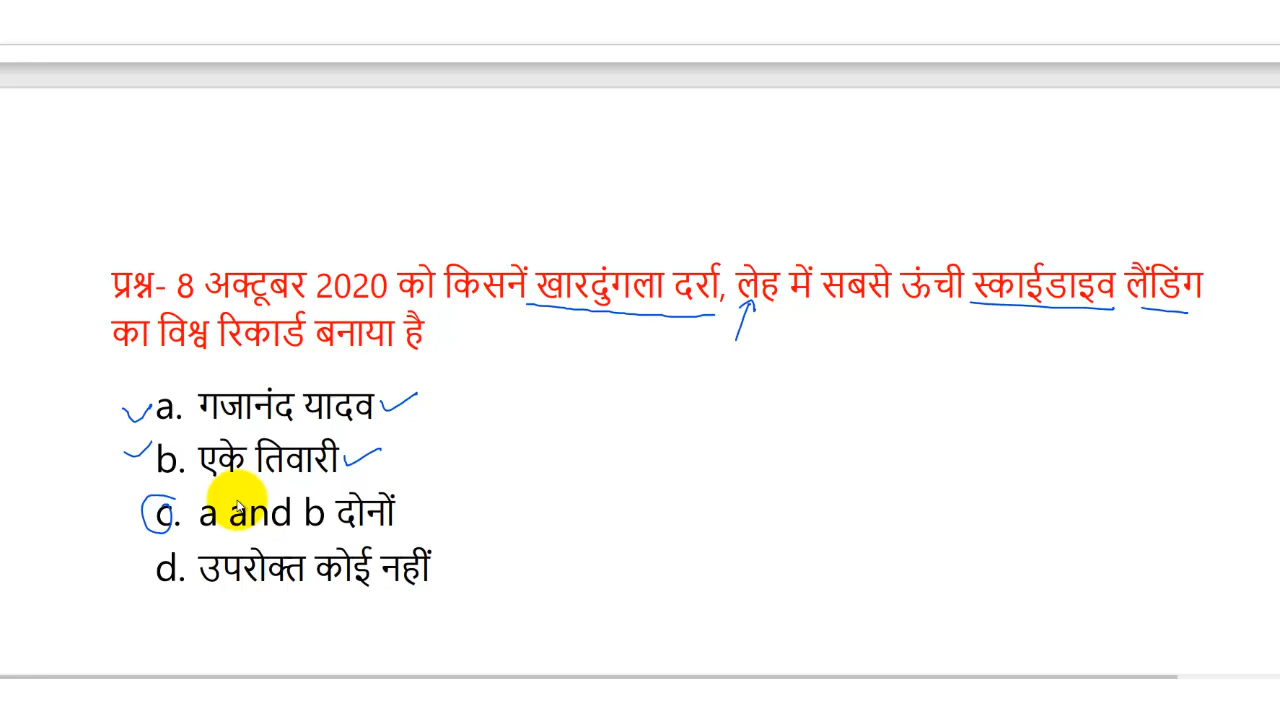 प्रश्न- 8 अक्टूबर 2020 को किसनें खारदुंगला दर्रा, लेह में सबसे ऊंची स्काईडाइव लैंडिंग
का विश्व रिकार्ड बनाया है
a. गजानंद यादव
b. एके तिवारी
c. a and b दोनों
d. उपरोक्त कोई नहीं